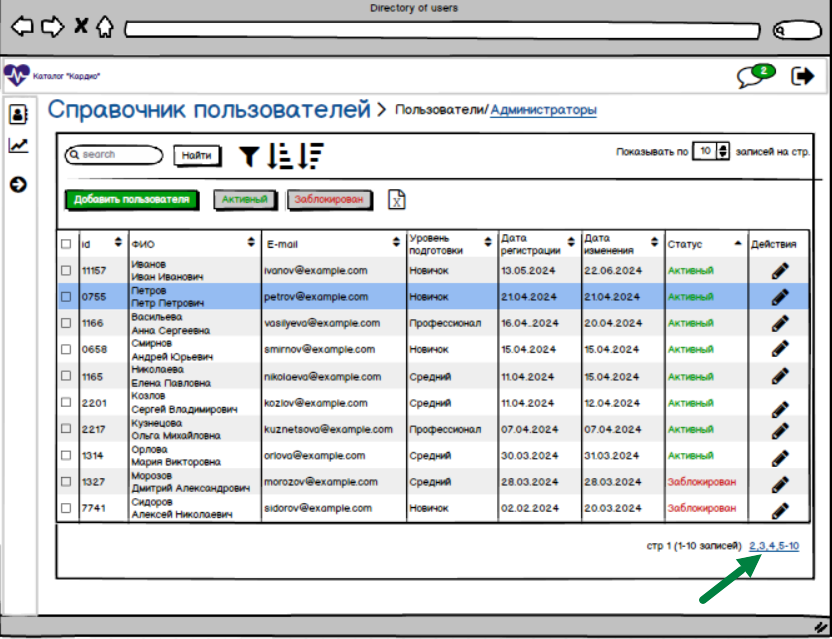 Directory of users
Каталог "Кардио"
2
Справочник пользователей > Пользователи/Администраторы
search Найти Показывать по 10 записей на стр.
Добавить пользователя Активный Заблокирован X
id ФИО E-mail Уровень подготовки Дата регистрации Дата изменения Статус Действия
11157 Иванов Иван Иванович ivanov@example.com Новичок 13.05.2024 22.06.2024 Активный
0755 Петров Петр Петрович petrov@example.com Новичок 21.04.2024 21.04.2024 Активный
1166 Васильева Анна Сергеевна vasilyeva@example.com Профессионал 16.04..2024 20.04.2024 Активный
0658 Смирнов Андрей Юрьевич smirnov@example.com Новичок 15.04.2024 15.04.2024 Активный
1165 Николаева Елена Павловна nikolaeva@example.com Средний 11.04.2024 15.04.2024 Активный
2201 Козлов Сергей Владимирович kozlov@example.com Средний 11.04.2024 12.04.2024 Активный
2217 Кузнецова Ольга Михайловна kuznetsova@example.com Профессионал 07.04.2024 07.04.2024 Активный
1314 Орлова Мария Викторовна orlova@example.com Средний 30.03.2024 31.03.2024 Активный
1327 Морозов Дмитрий Александрович morozov@example.com Средний 28.03.2024 28.03.2024 Заблокирован
7741 Сидоров Алексей Николаевич sidorov@example.com Новичок 02.02.2024 20.03.2024 Заблокирован
стр 1 (1-10 записей) 2,3,4,5-10